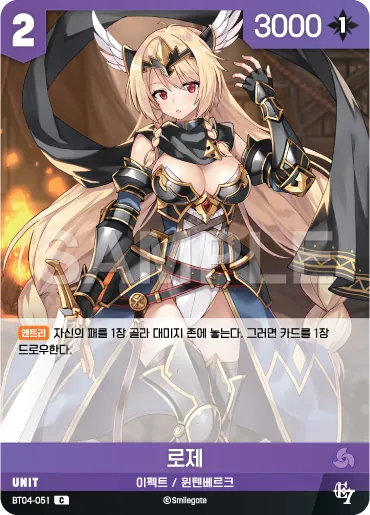 2
3000 1
SAMPLE
엔트리 자신의 패를 1장 골라 대미지 존에 놓는다. 그러면 카드를 1장
드로우한다.
로제
UNIT
이펙트 / 윈텐베르크
BT04-051 C
©Smilegate
E7